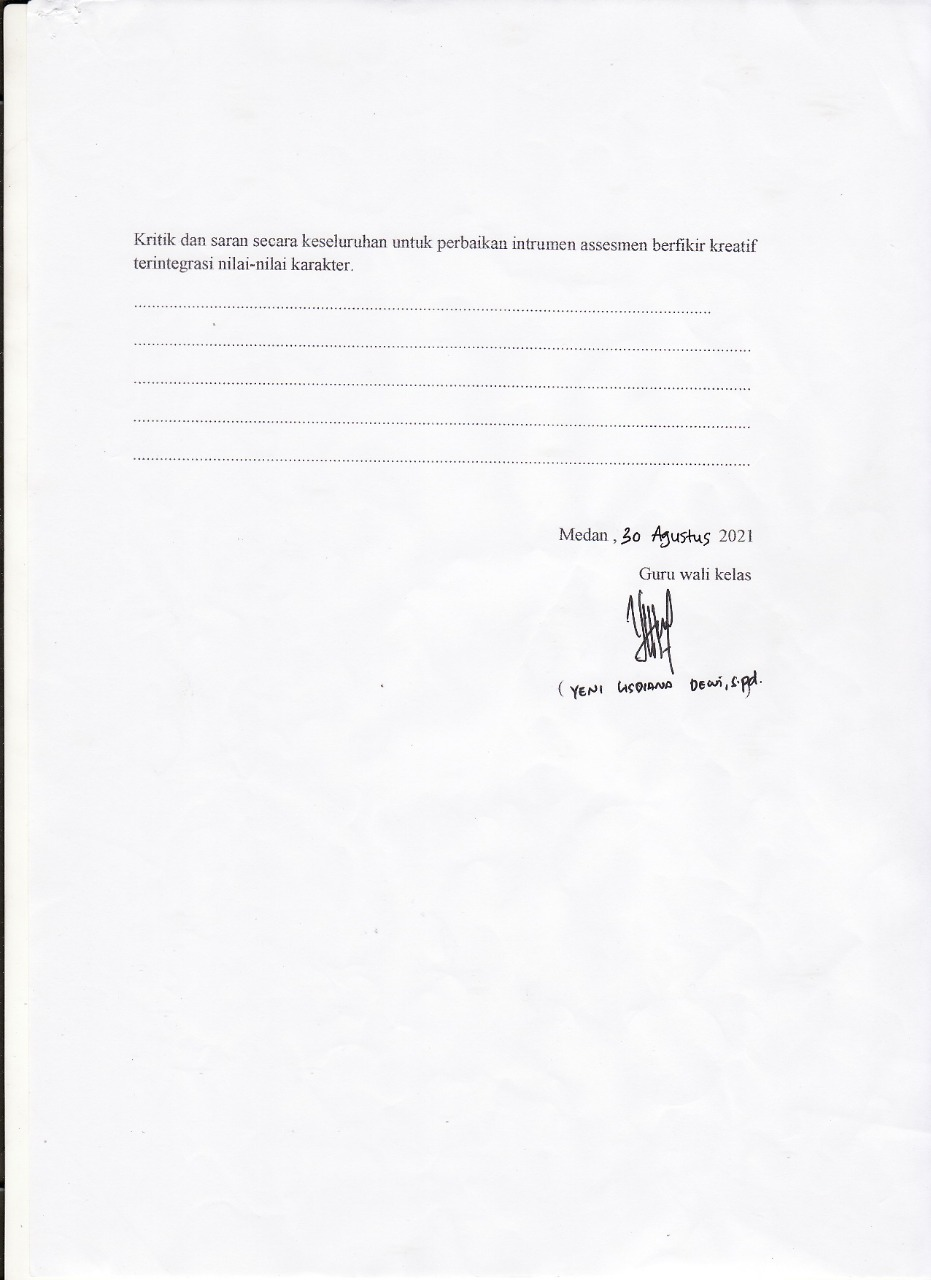 Kritik dan saran secara keseluruhan untuk perbaikan intrumen assesmen berfikir kreatif
terintegrasi nilai-nilai karakter.
................................................................................................................................
.........................................................................................................................................
.........................................................................................................................................
.........................................................................................................................................
.........................................................................................................................................
Medan , 30 Agustus 2021
Guru wali kelas
( YENI LISDIANA DEWI, S.pd.